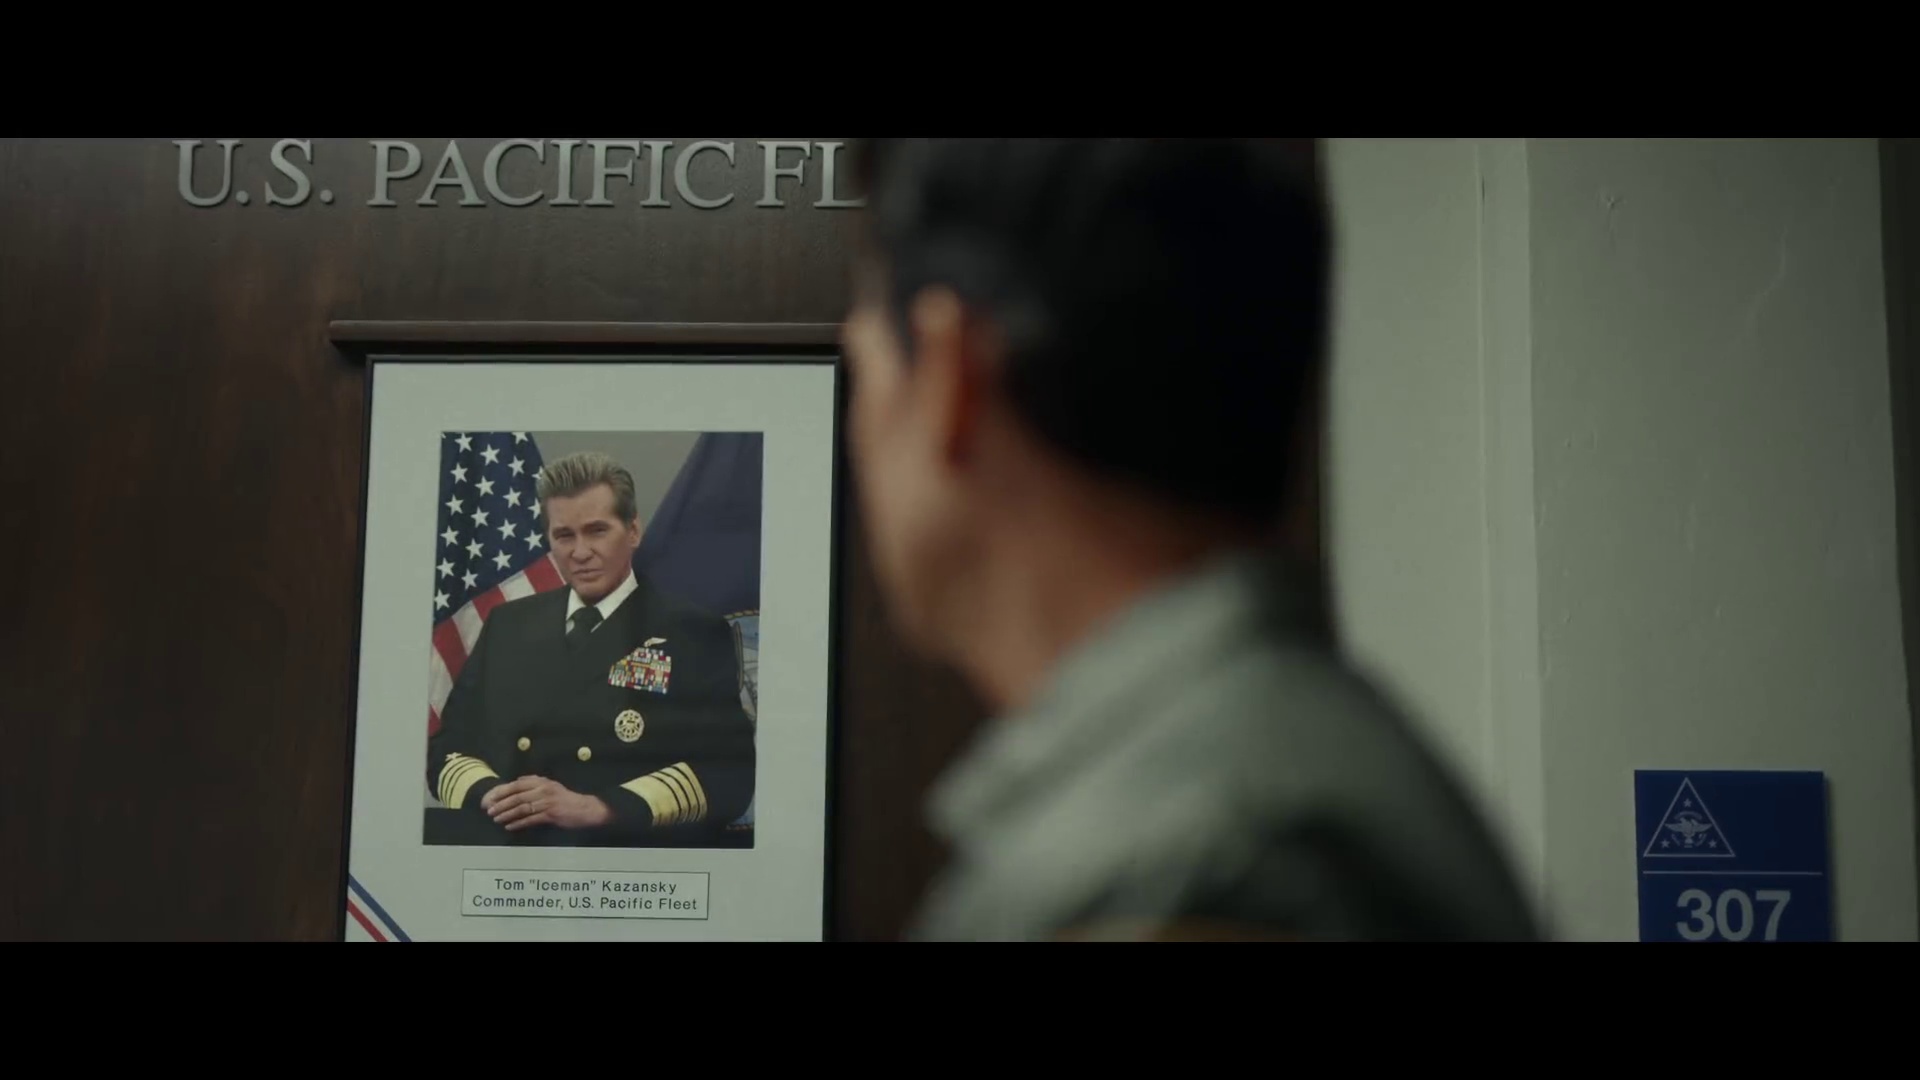 U.S. PACIFIC FL
Tom "Iceman" Kazansky
Commander, U.S. Pacific Fleet
307